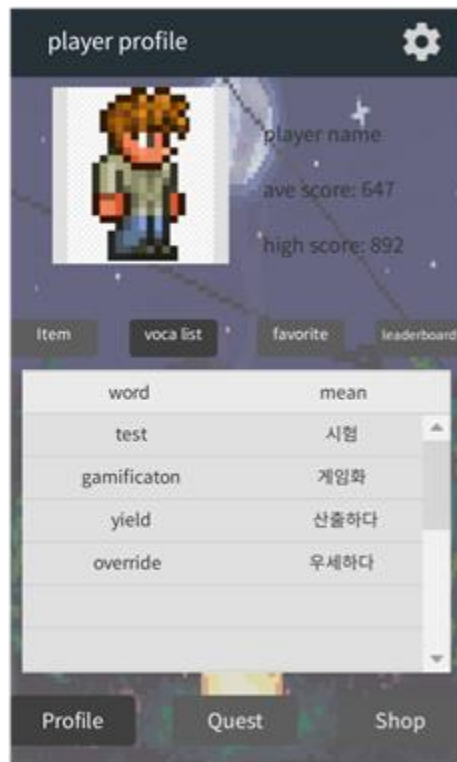 player profile
player name
ave score: 647
high score: 892
Item voca list favorite leaderboard
word mean
test 시험
gamificaton 게임화
yield 산출하다
override 우세하다
Profile Quest Shop